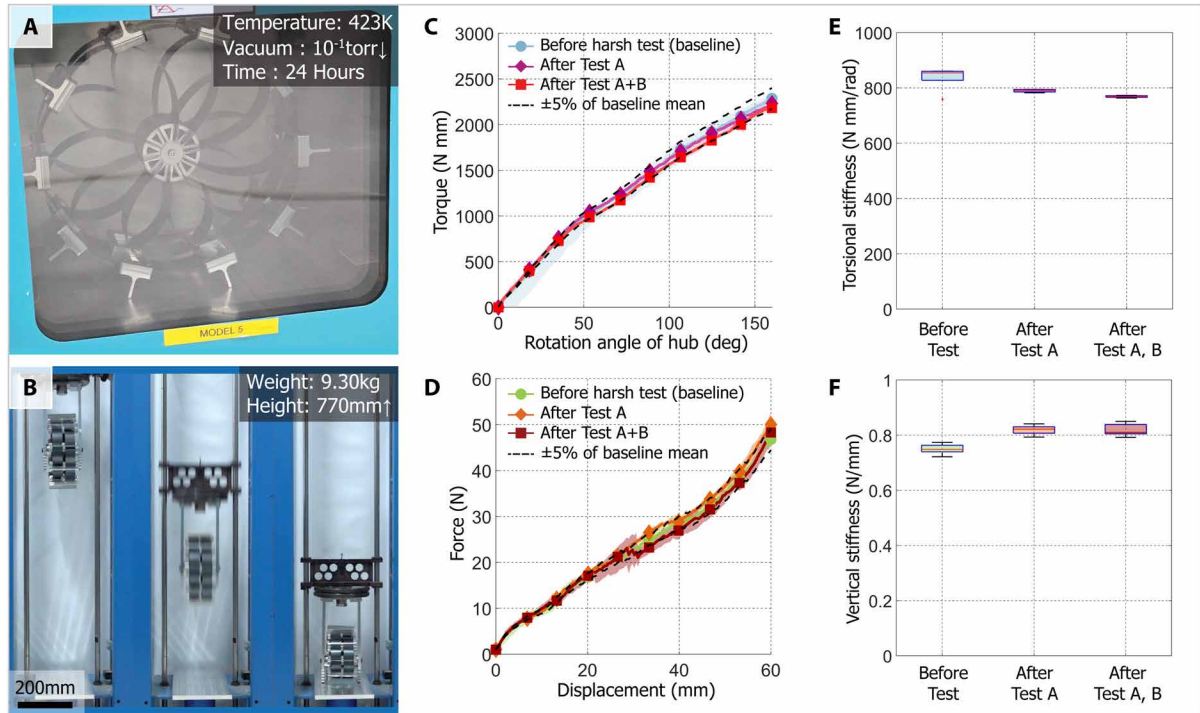 A
Temperature: 423K
Vacuum : 10⁻¹torr↓
Time : 24 Hours
MODEL 5
B
Weight: 9.30kg
Height: 770mm↑
200mm
C
3000
2500
2000
1500
1000
500
0
Torque (N mm)
Before harsh test (baseline)
After Test A
After Test A+B
±5% of baseline mean
0 50 100 150
Rotation angle of hub (deg)
D
60
50
40
30
20
10
0
Force (N)
Before harsh test (baseline)
After Test A
After Test A+B
±5% of baseline mean
0 20 40 60
Displacement (mm)
E
1000
800
600
400
200
0
Torsional stiffness (N mm/rad)
Before After After
Test Test A Test A, B
F
1
0.8
0.6
0.4
0.2
0
Vertical stiffness (N/mm)
Before After After
Test Test A Test A, B